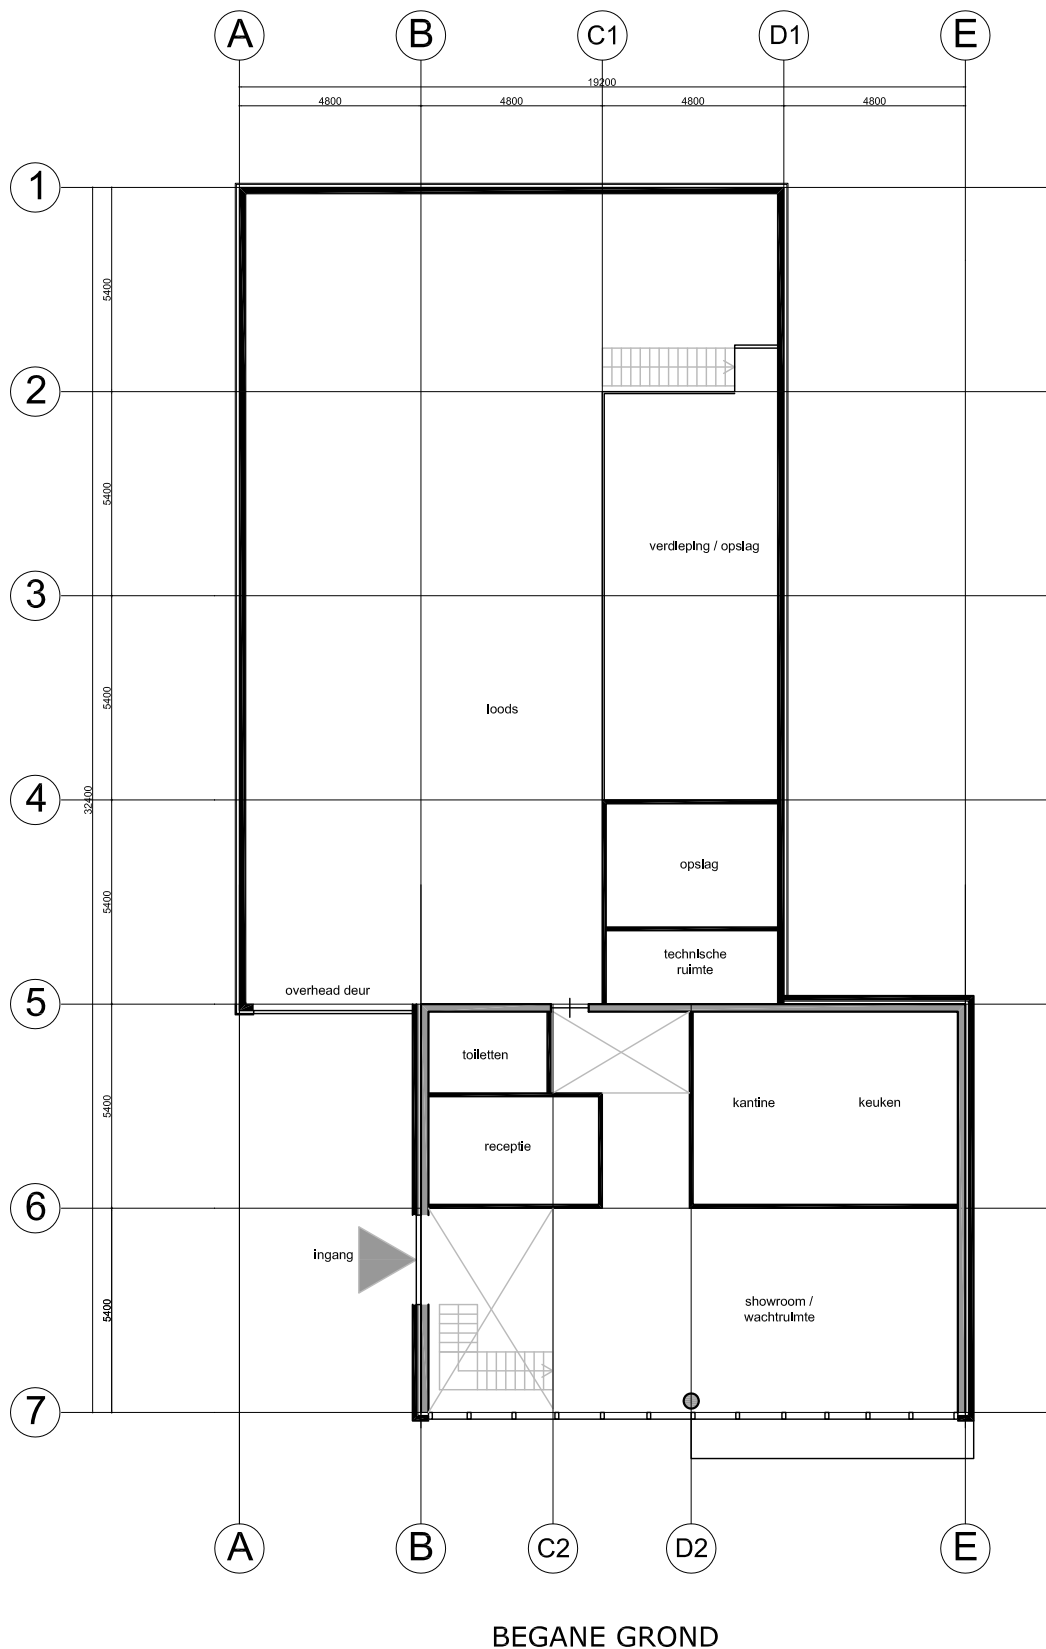 A B C1 D1 E
19200
4800 4800 4800 4800
1
5400
2
5400
verdieping / opslag
3
5400
loods
4
32400
opslag
5400
technische
ruimte
overhead deur
5
toiletten
kantine keuken
5400
receptie
6
ingang
showroom /
wachtruimte
5400
7
A B C2 D2 E
BEGANE GROND